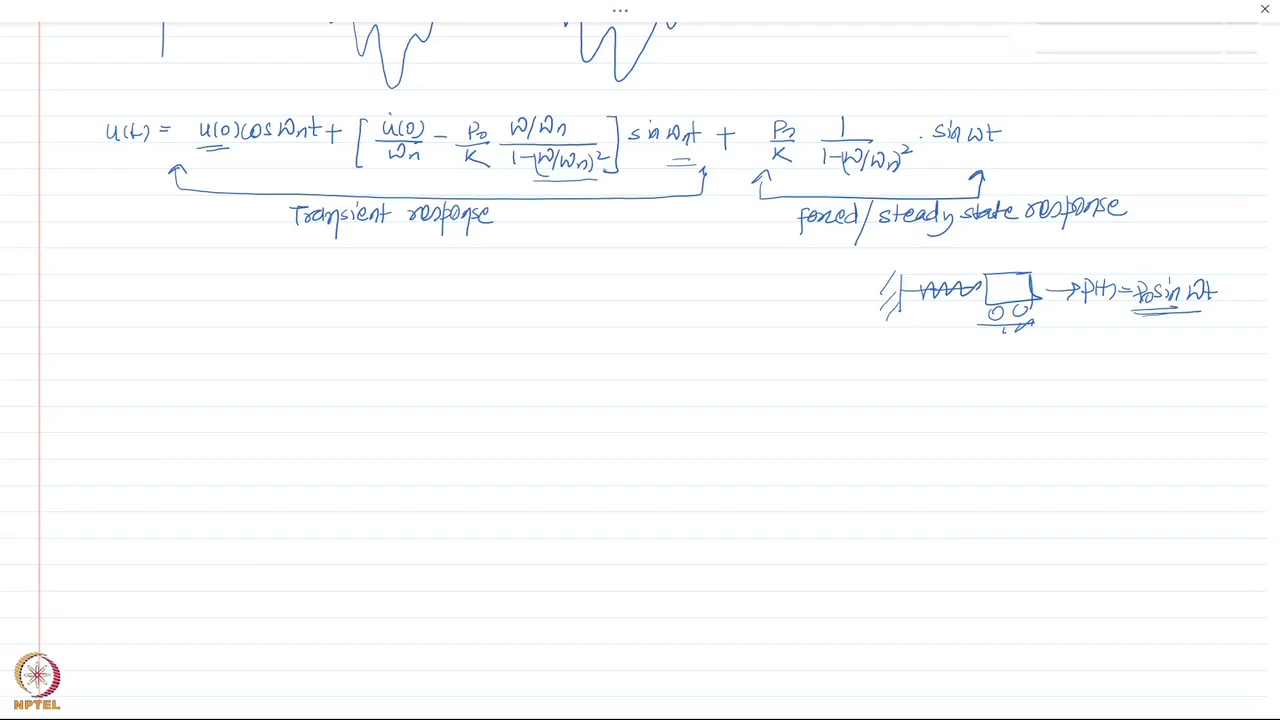 u(t) = u(0) cos ωnt + [ u̇(0)/ωn − P0/K (ω/ωn)/(1−(ω/ωn)²) ] sin ωnt + P0/K 1/(1−(ω/ωn)²) · sin ωt
Transient response
forced/steady state response
P(t) = P0 sin ωt
NPTEL